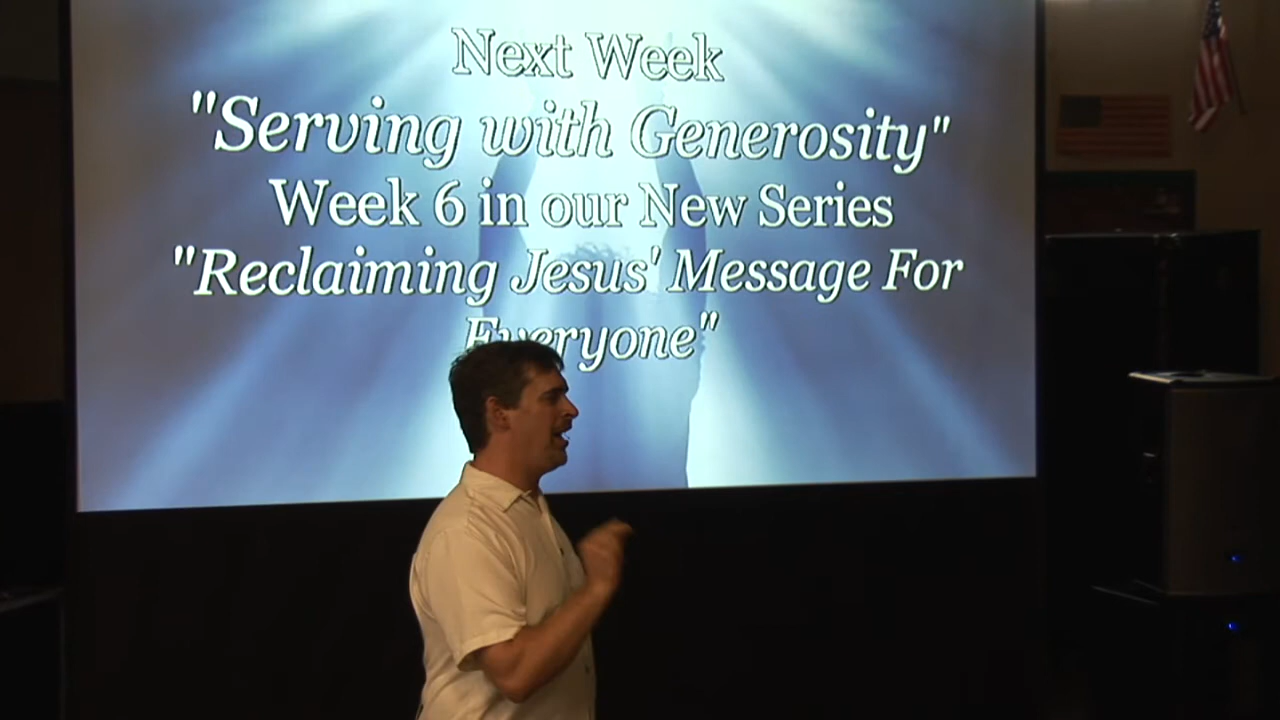 Next Week
"Serving with Generosity"
Week 6 in our New Series
"Reclaiming Jesus' Message For
Everyone"